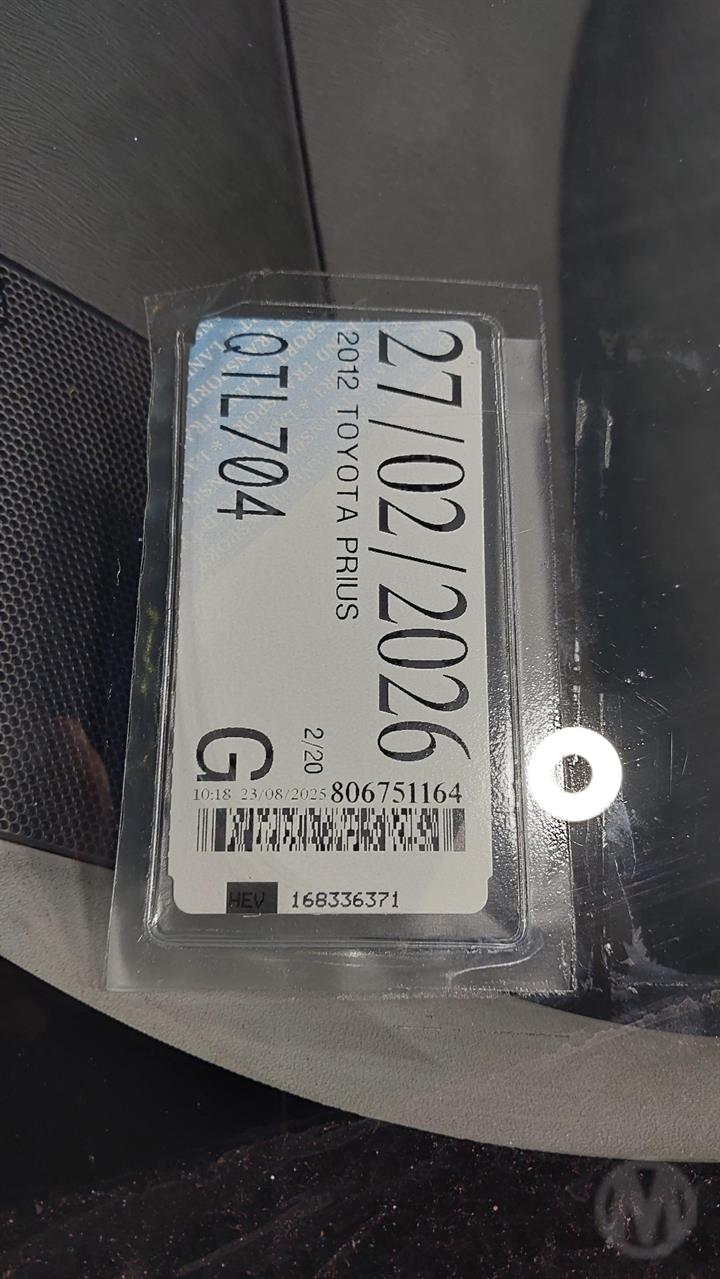 27/02/2026
2012 TOYOTA PRIUS
QTL704
2/20
G
806751164
10:18 23/08/2025
HEV 168336371
M